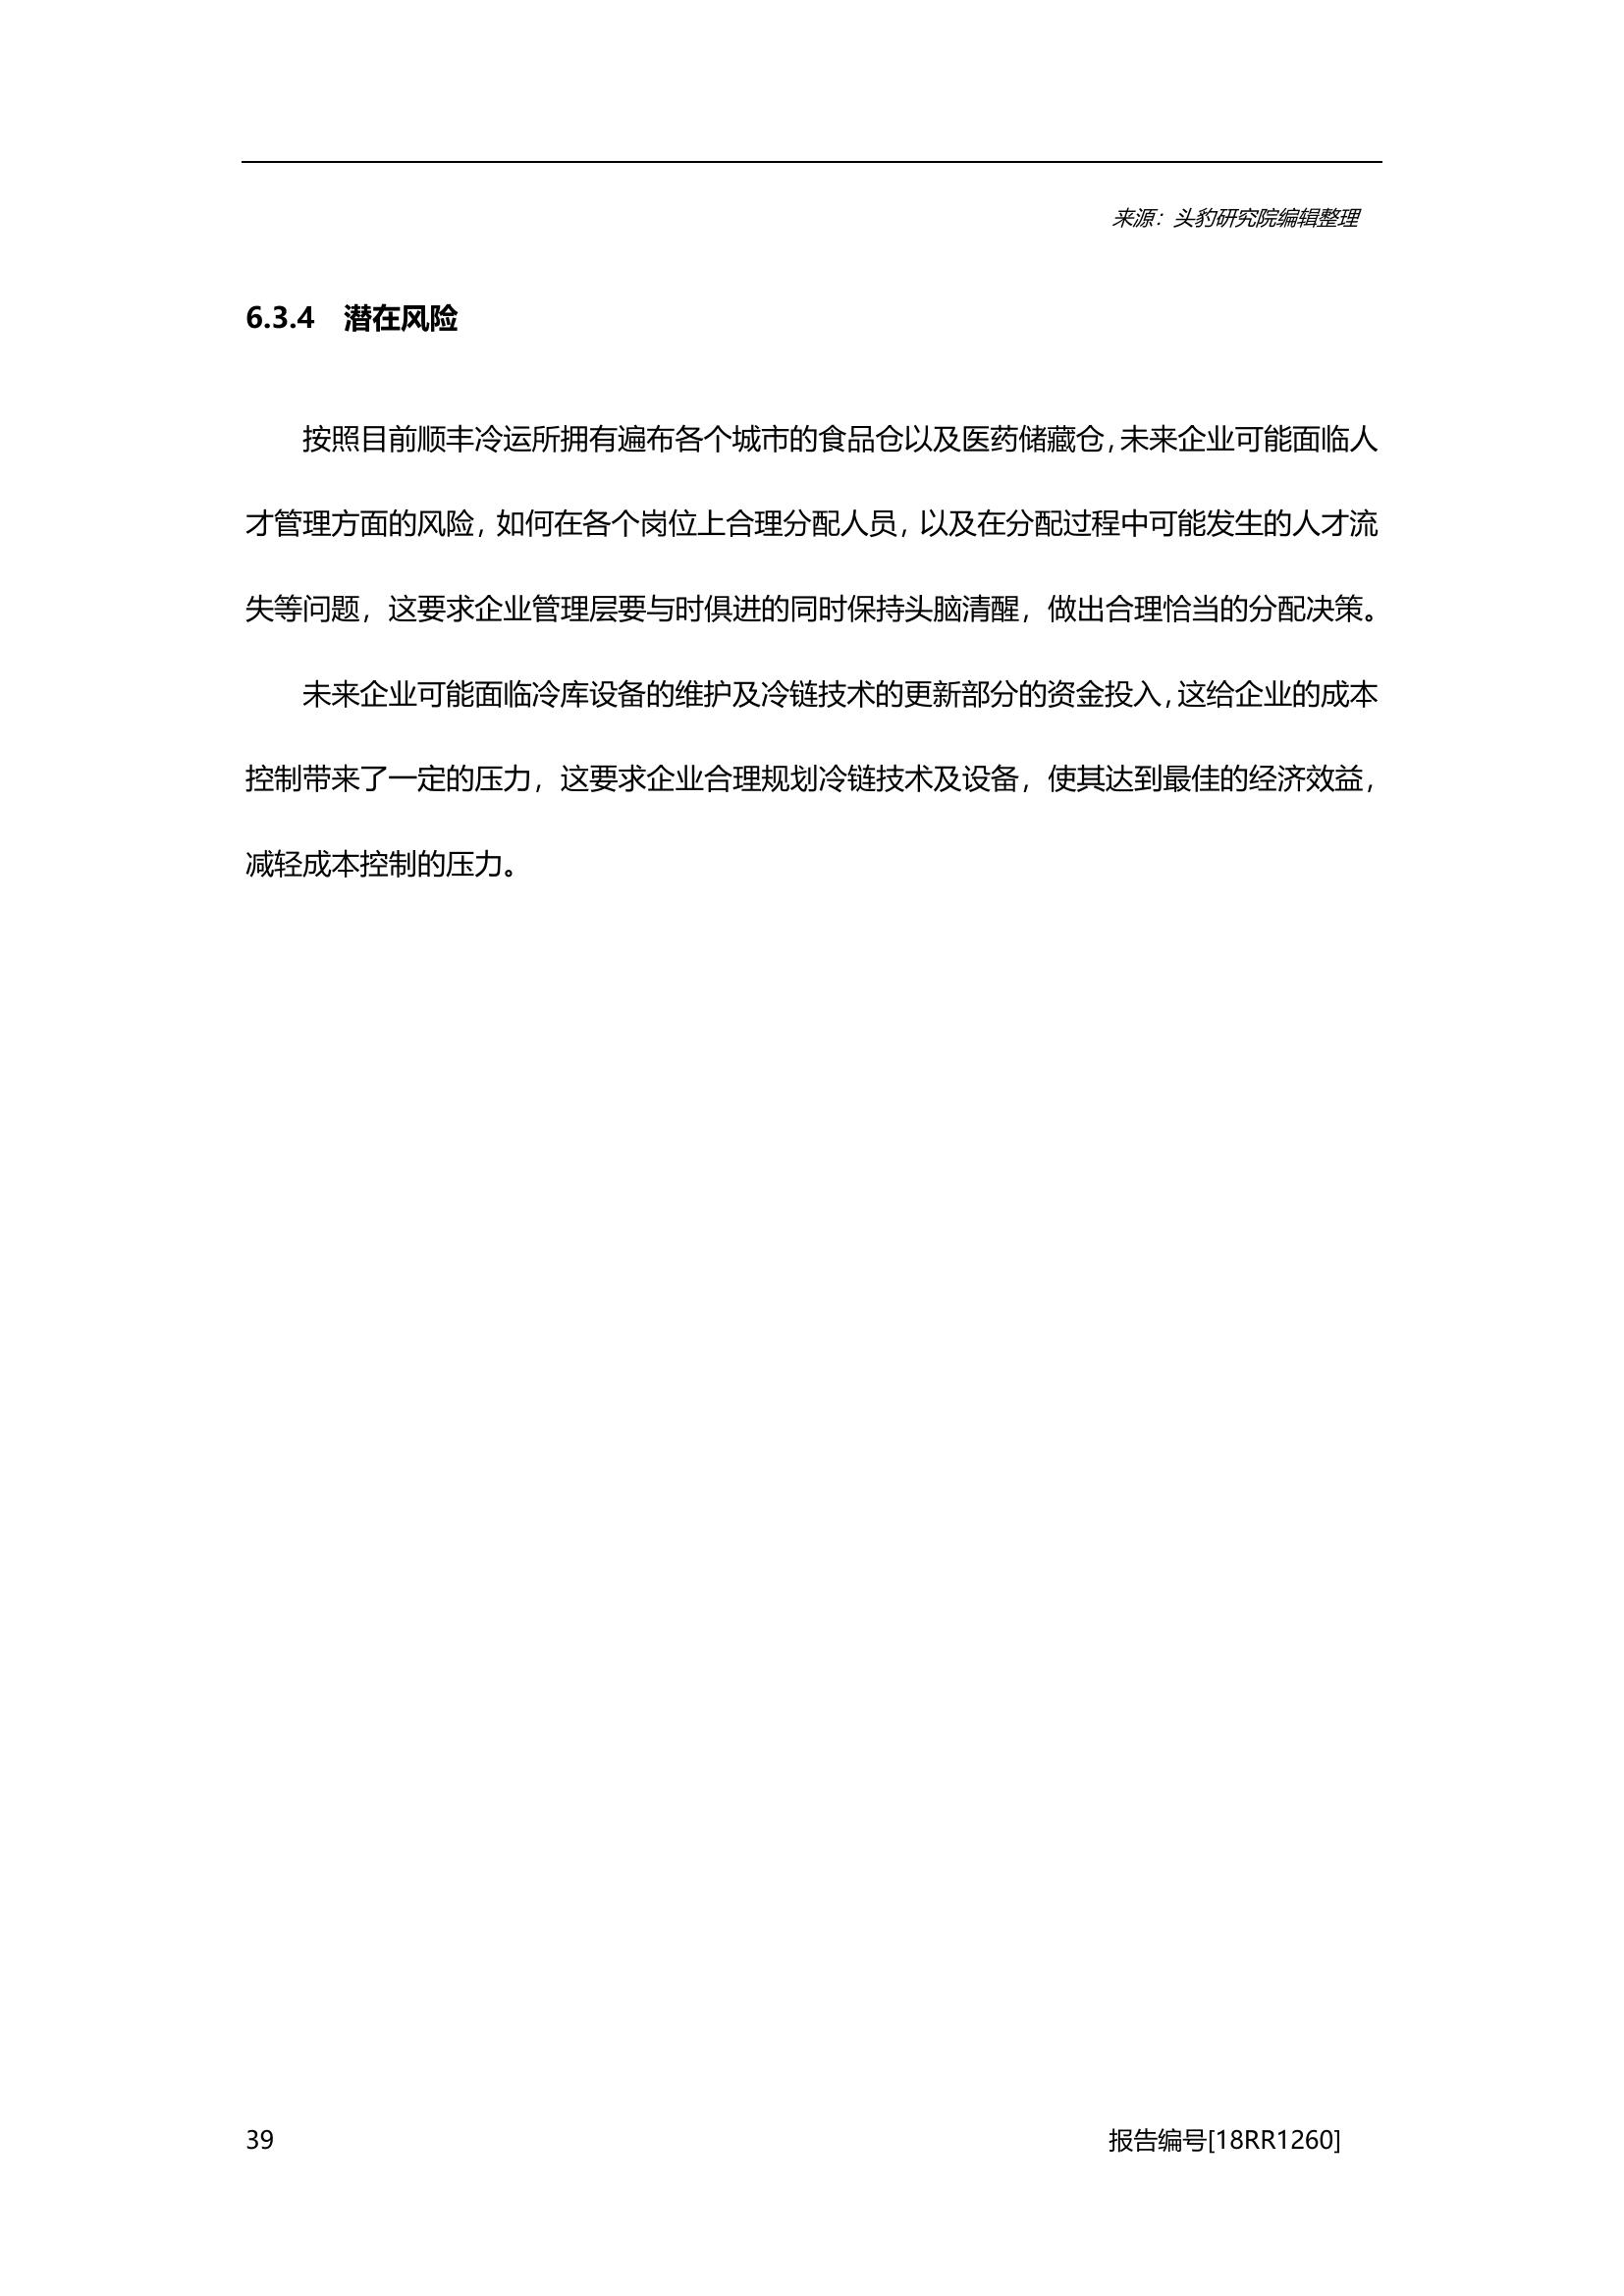 来源：头豹研究院编辑整理
6.3.4 潜在风险
按照目前顺丰冷运所拥有遍布各个城市的食品仓以及医药储藏仓，未来企业可能面临人
才管理方面的风险，如何在各个岗位上合理分配人员，以及在分配过程中可能发生的人才流
失等问题，这要求企业管理层要与时俱进的同时保持头脑清醒，做出合理恰当的分配决策。
未来企业可能面临冷库设备的维护及冷链技术的更新部分的资金投入，这给企业的成本
控制带来了一定的压力，这要求企业合理规划冷链技术及设备，使其达到最佳的经济效益，
减轻成本控制的压力。
39 报告编号[18RR1260]